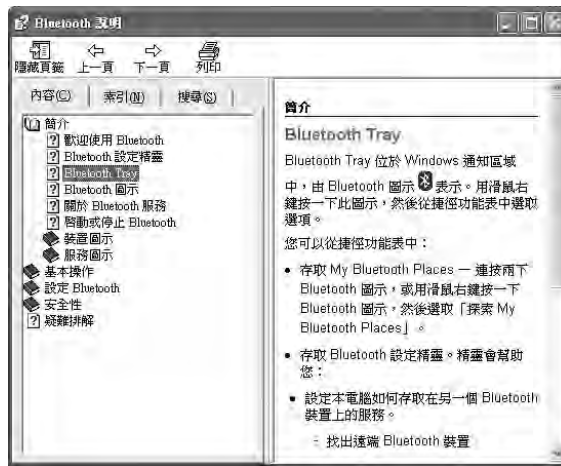 Bluetooth 說明
隱藏頁籤 上一頁 下一頁 列印
內容(C) 索引(N) 搜尋(S)
簡介
歡迎使用 Bluetooth
Bluetooth 設定精靈
Bluetooth Tray
Bluetooth 圖示
關於 Bluetooth 服務
啟動或停止 Bluetooth
裝置圖示
服務圖示
基本操作
設定 Bluetooth
安全性
疑難排解
簡介
Bluetooth Tray
Bluetooth Tray 位於 Windows 通知區域
中，由 Bluetooth 圖示 表示。用滑鼠右
鍵按一下此圖示，然後從捷徑功能表中選取
選項。
您可以從捷徑功能表中：
• 存取 My Bluetooth Places — 連按兩下
Bluetooth 圖示，或用滑鼠右鍵按一下
Bluetooth 圖示，然後選取「探索 My
Bluetooth Places」。
• 存取 Bluetooth 設定精靈。精靈會幫助
您：
• 設定本電腦如何存取在另一個 Bluetooth
裝置上的服務。
- 找出遠端 Bluetooth 裝置